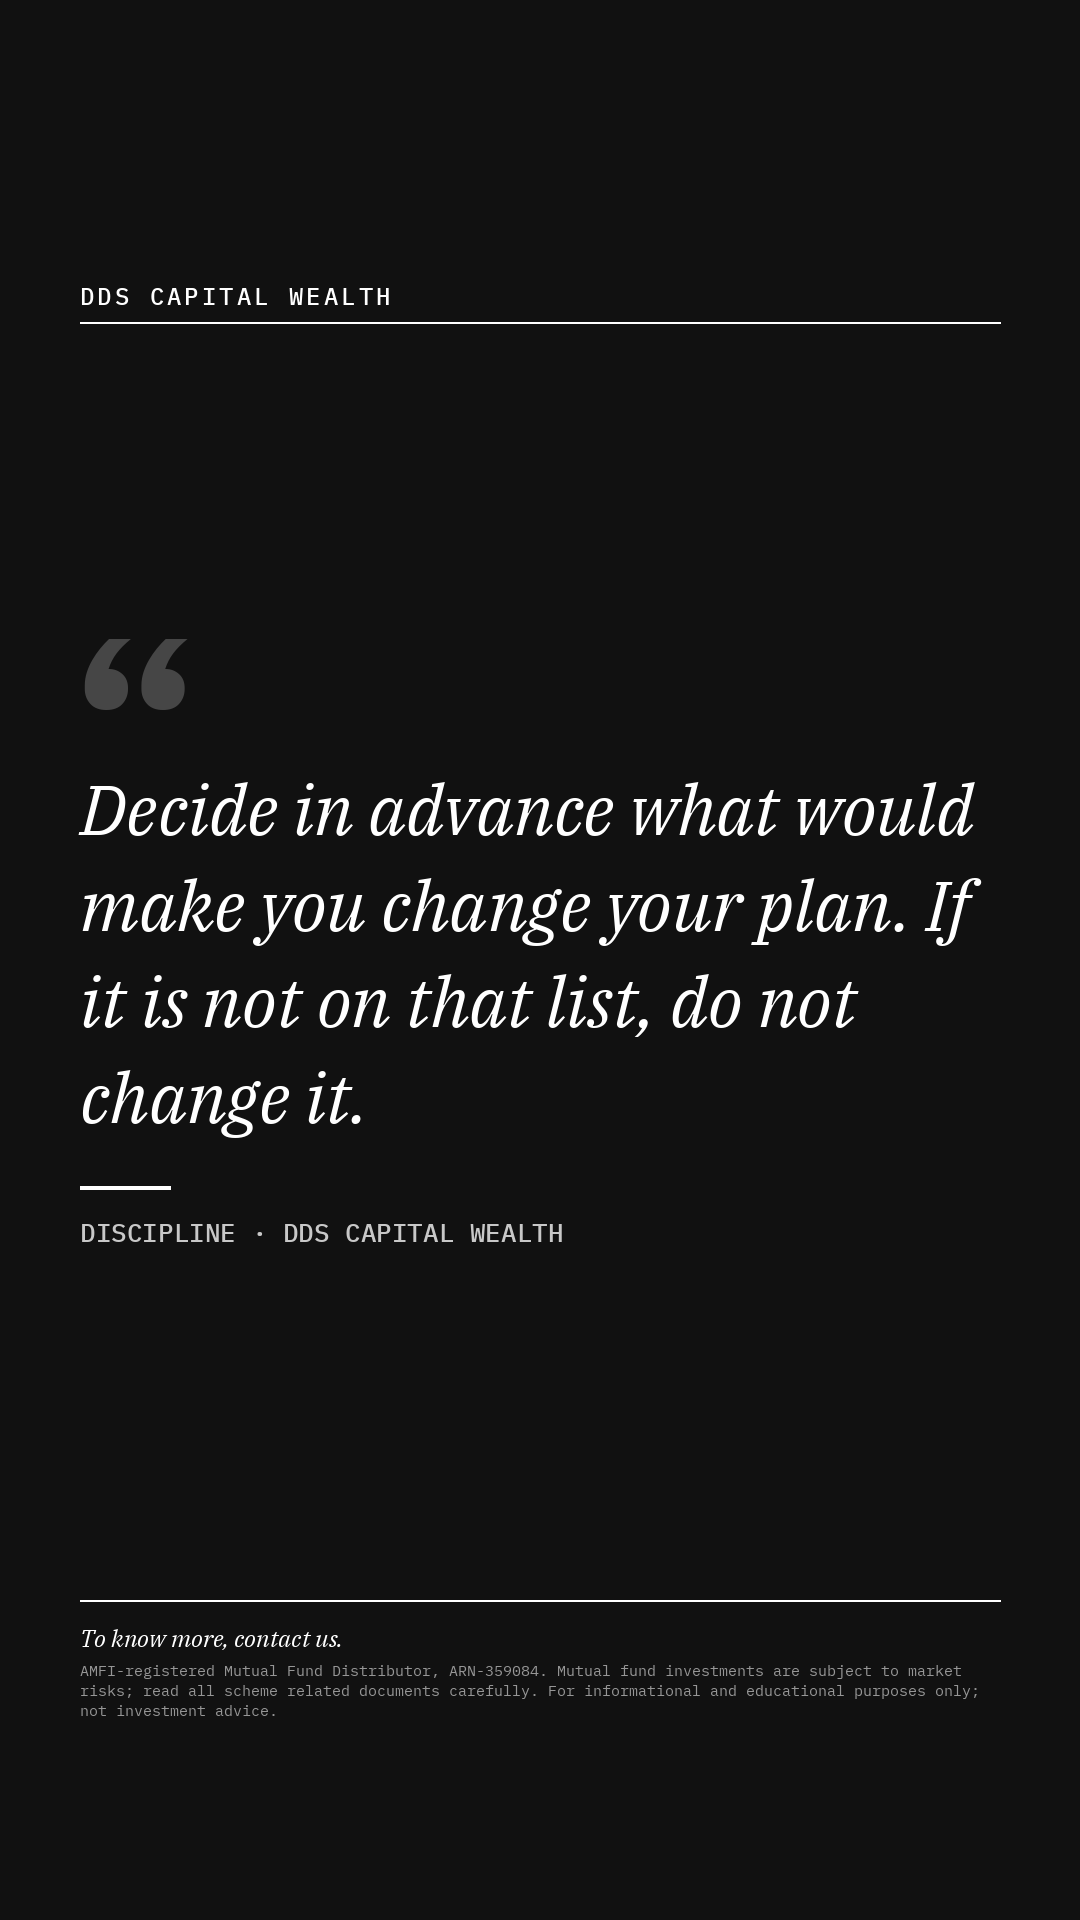 DDS CAPITAL WEALTH
“
Decide in advance what would
make you change your plan. If
it is not on that list, do not
change it.
DISCIPLINE · DDS CAPITAL WEALTH
To know more, contact us.
AMFI-registered Mutual Fund Distributor, ARN-359084. Mutual fund investments are subject to market
risks; read all scheme related documents carefully. For informational and educational purposes only;
not investment advice.